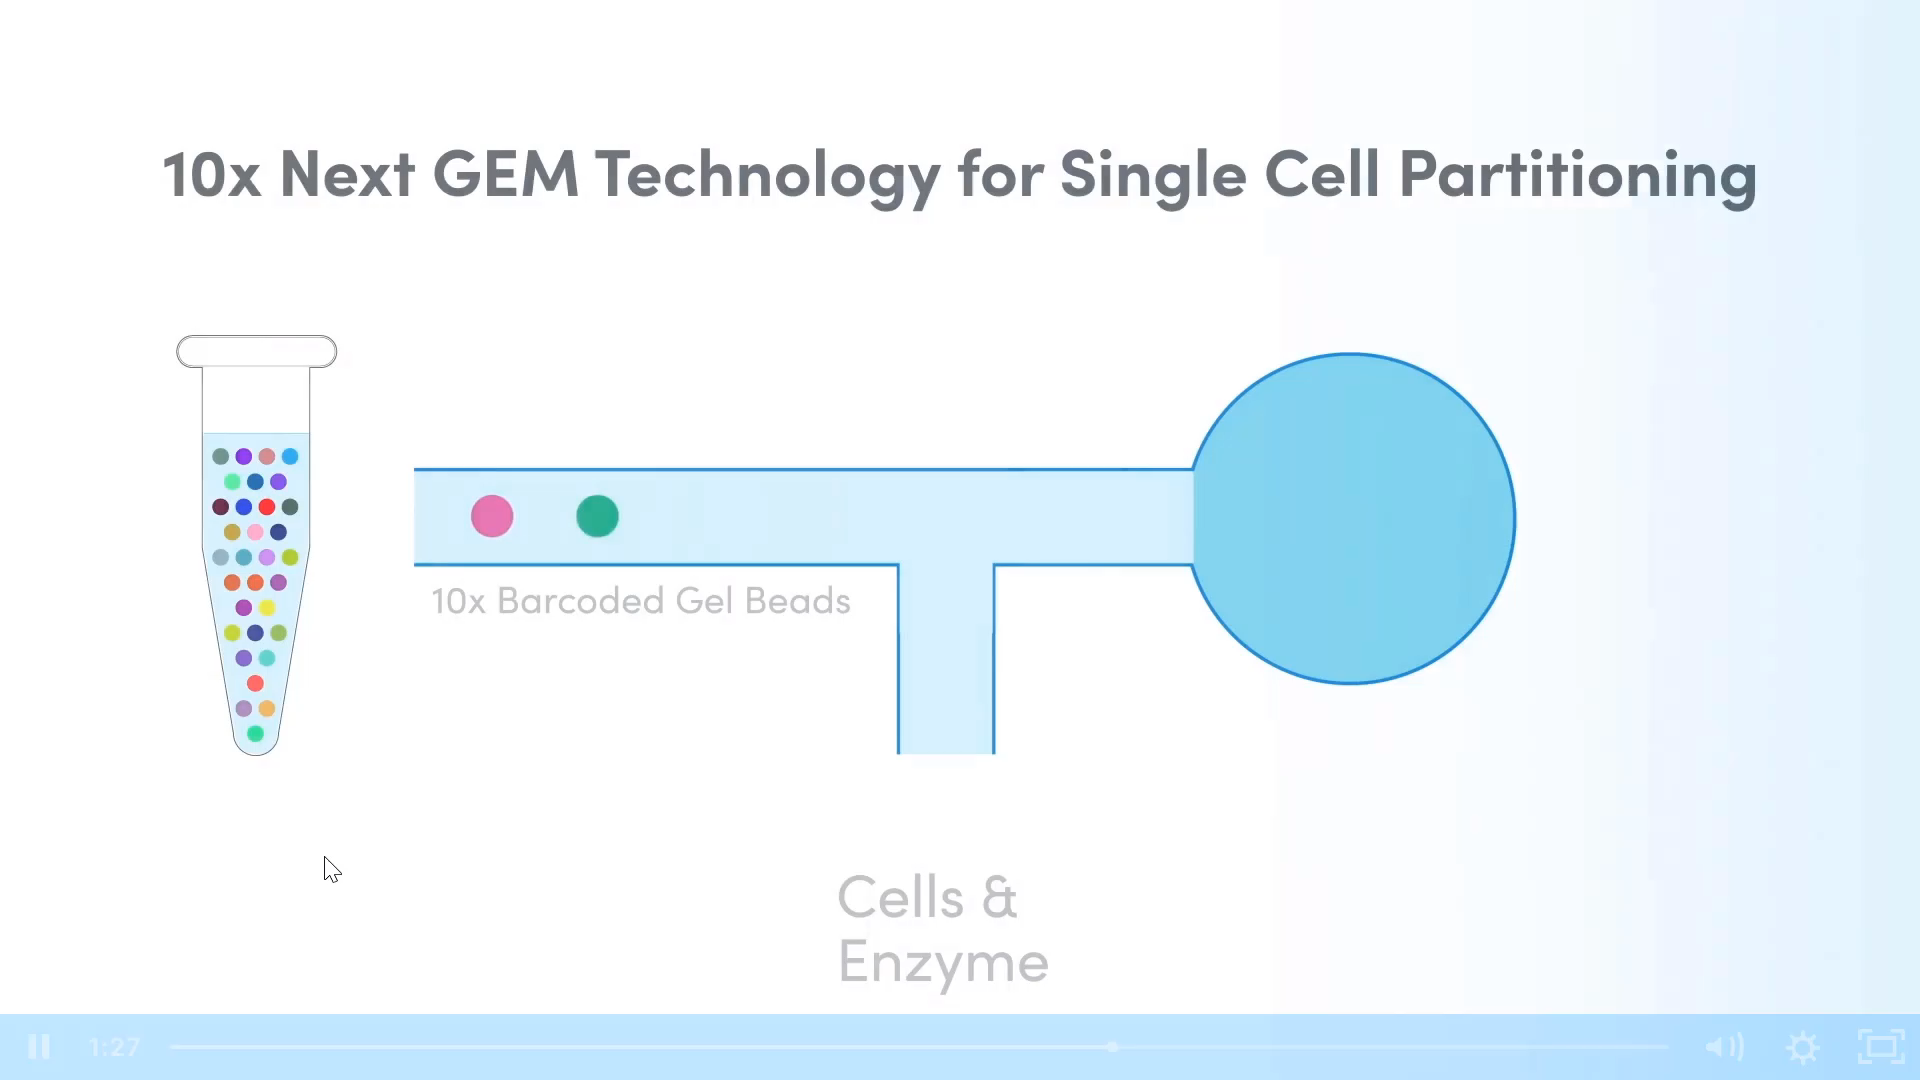 10x Next GEM Technology for Single Cell Partitioning
10x Barcoded Gel Beads
Cells &
Enzyme
1:27